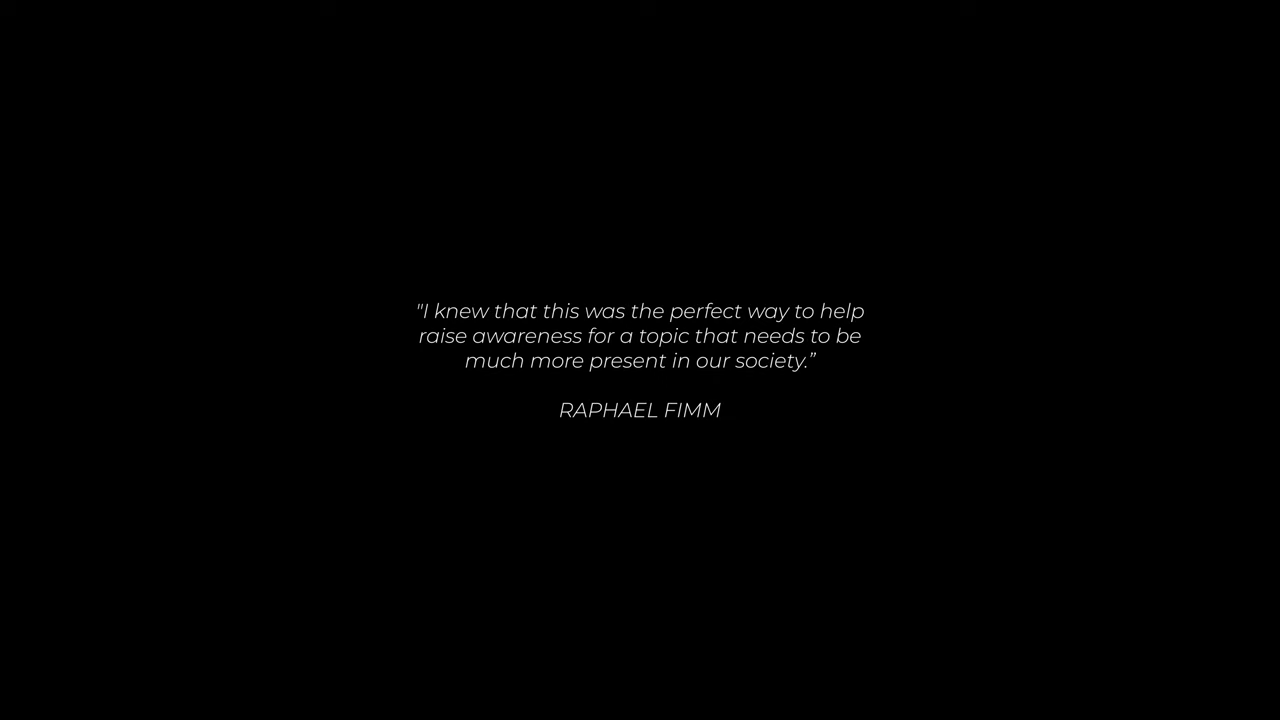 "I knew that this was the perfect way to help
raise awareness for a topic that needs to be
much more present in our society.”
RAPHAEL FIMM